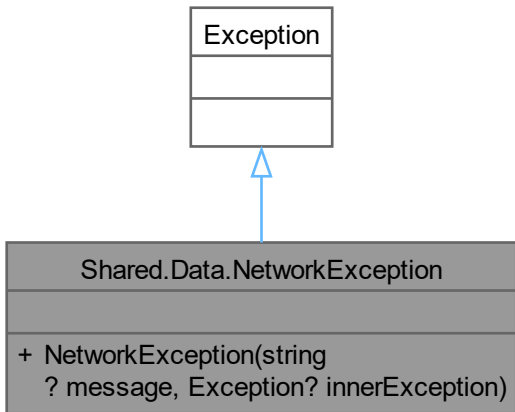 Exception
Shared.Data.NetworkException
+ NetworkException(string
? message, Exception? innerException)